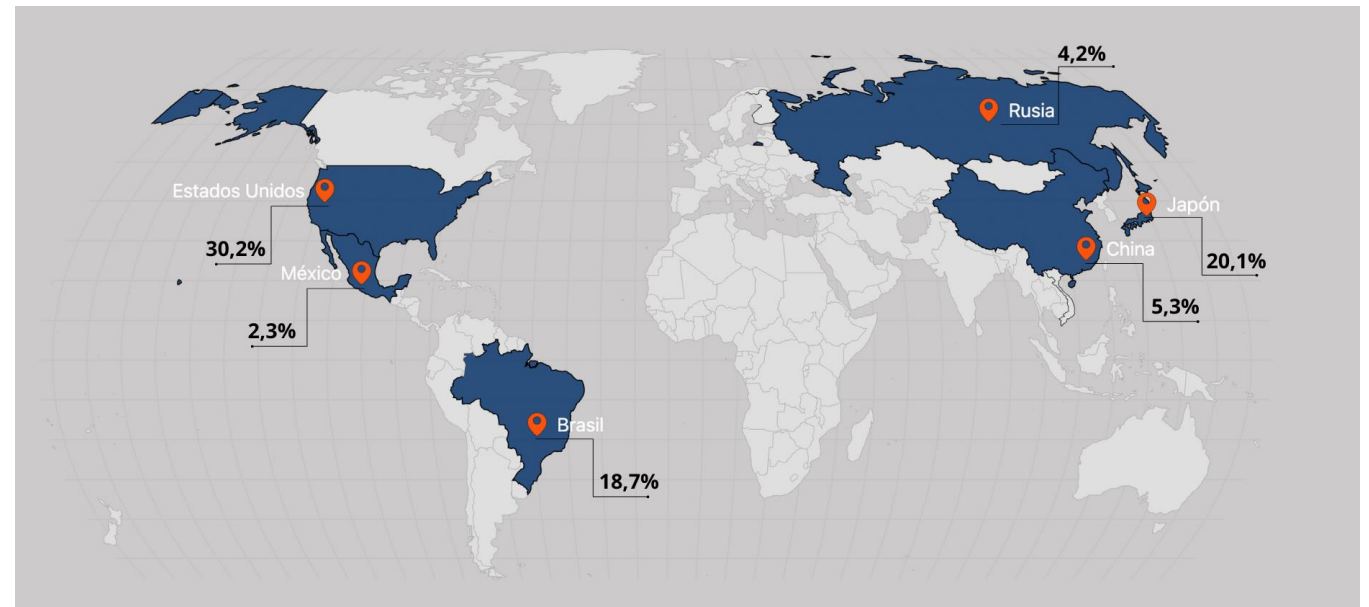 4,2%
Rusia
Estados Unidos
Japón
30,2%
China
México
20,1%
5,3%
2,3%
Brasil
18,7%